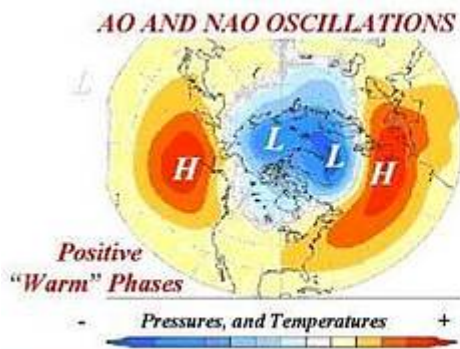 AO AND NAO OSCILLATIONS
L
H
L
L
H
Positive
"Warm" Phases
- Pressures, and Temperatures +